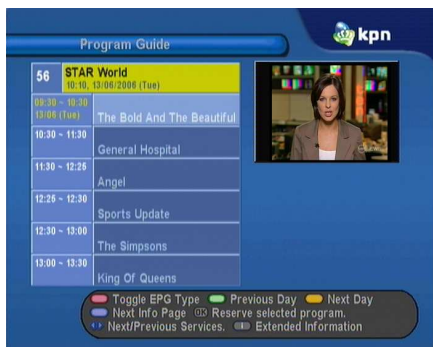 kpn
Program Guide
56 STAR World
10:10, 13/06/2006 (Tue)
09:30 ~ 10:30
13/06 (Tue) The Bold And The Beautiful
10:30 ~ 11:30
General Hospital
11:30 ~ 12:25
Angel
12:25 ~ 12:30
Sports Update
12:30 ~ 13:00
The Simpsons
13:00 ~ 13:30
King Of Queens
Toggle EPG Type Previous Day Next Day
Next Info Page OK Reserve selected program.
Next/Previous Services. i Extended Information